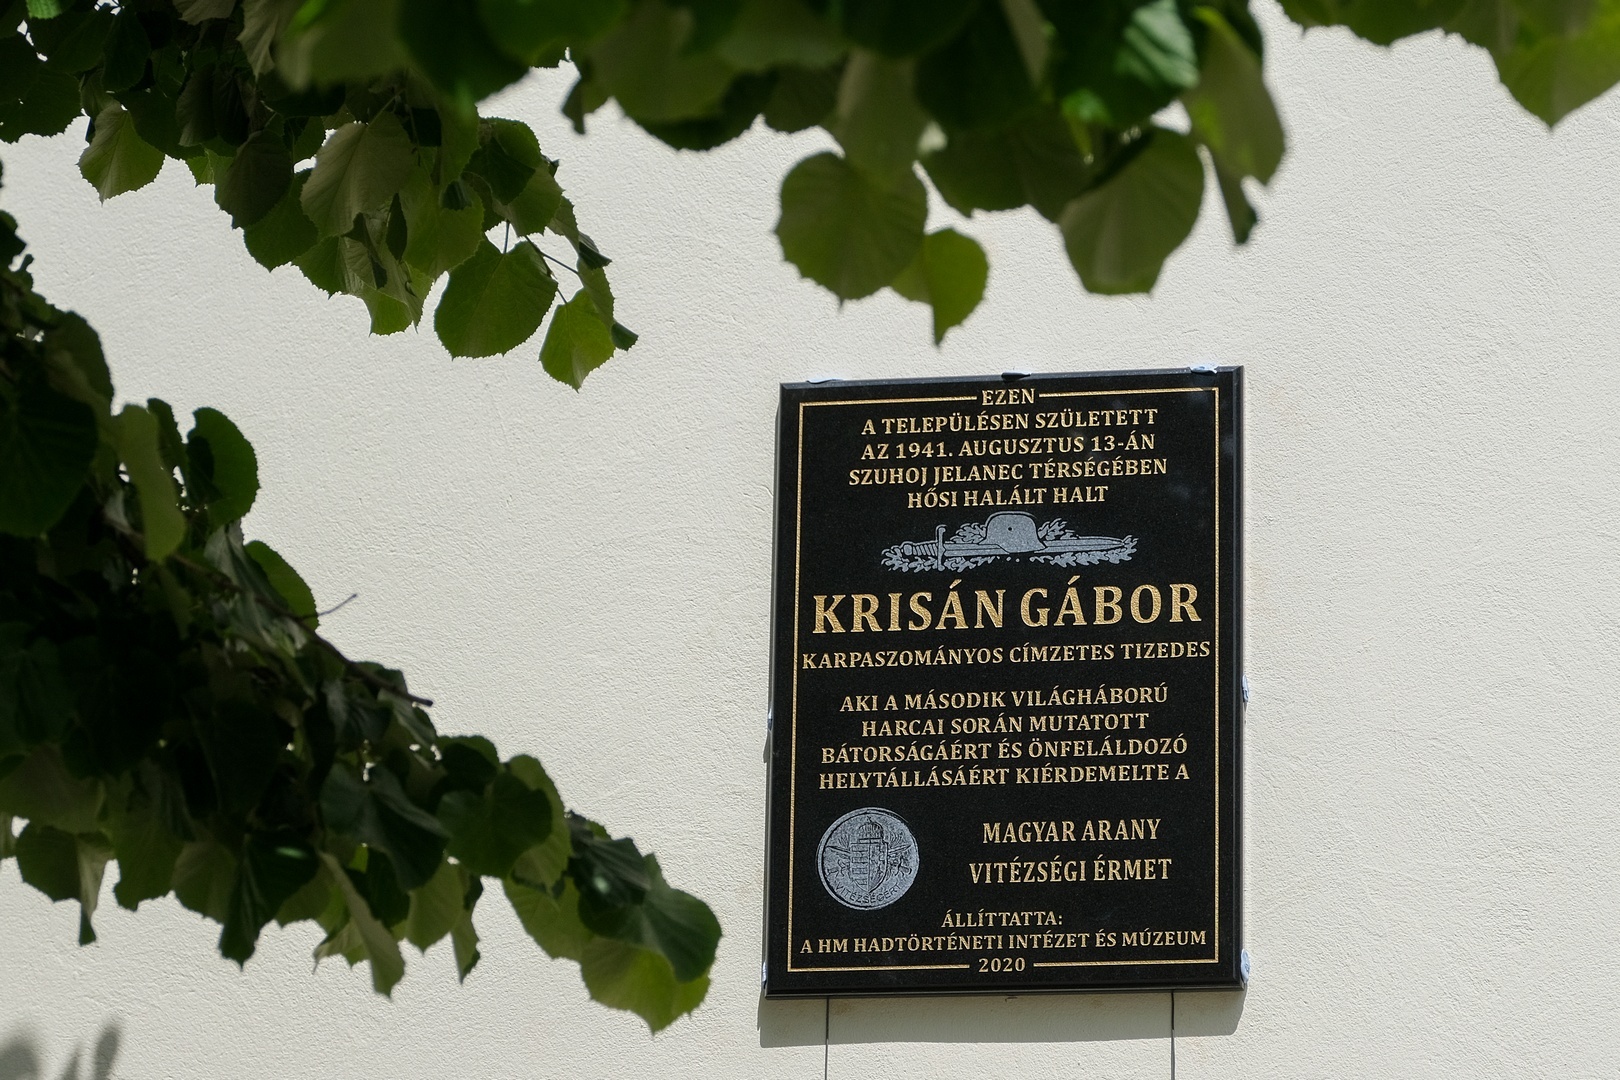 EZEN
A TELEPÜLÉSEN SZÜLETETT
AZ 1941. AUGUSZTUS 13-ÁN
SZUHOJ JELANEC TÉRSÉGÉBEN
HŐSI HALÁLT HALT
KRISÁN GÁBOR
KARPASZOMÁNYOS CÍMZETES TIZEDES
AKI A MÁSODIK VILÁGHÁBORÚ
HARCAI SORÁN MUTATOTT
BÁTORSÁGÁÉRT ÉS ÖNFELÁLDOZÓ
HELYTÁLLÁSÁÉRT KIÉRDEMELTE A
MAGYAR ARANY
VITÉZSÉGI ÉRMET
VITÉZSÉGÉRT
ÁLLÍTTATTA:
A HM HADTÖRTÉNETI INTÉZET ÉS MÚZEUM
2020